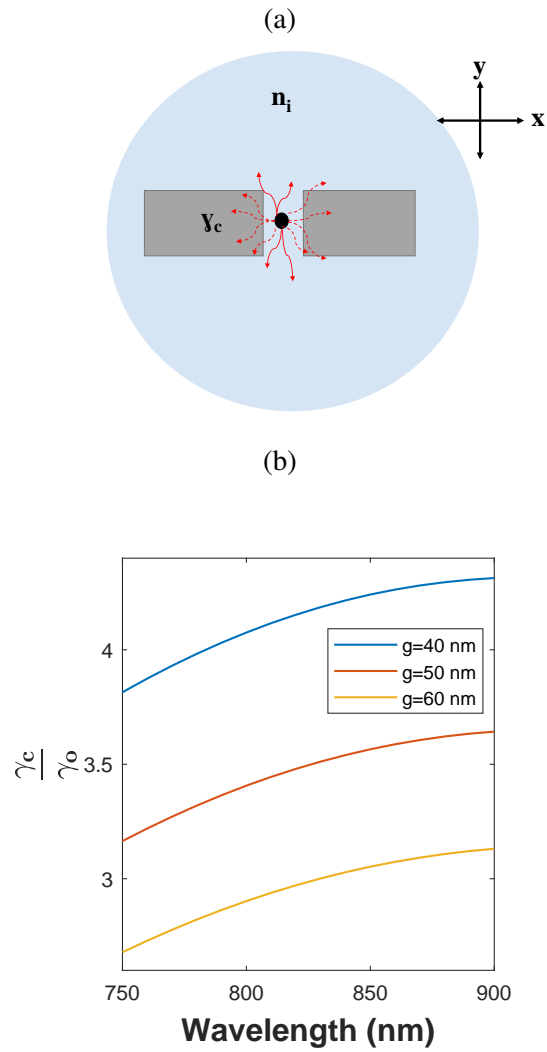 (a)
y
n_i
x
ɣ_c
(b)
4
g=40 nm
g=50 nm
g=60 nm
γ_c
γ_o
3.5
3
750
800
850
900
Wavelength (nm)